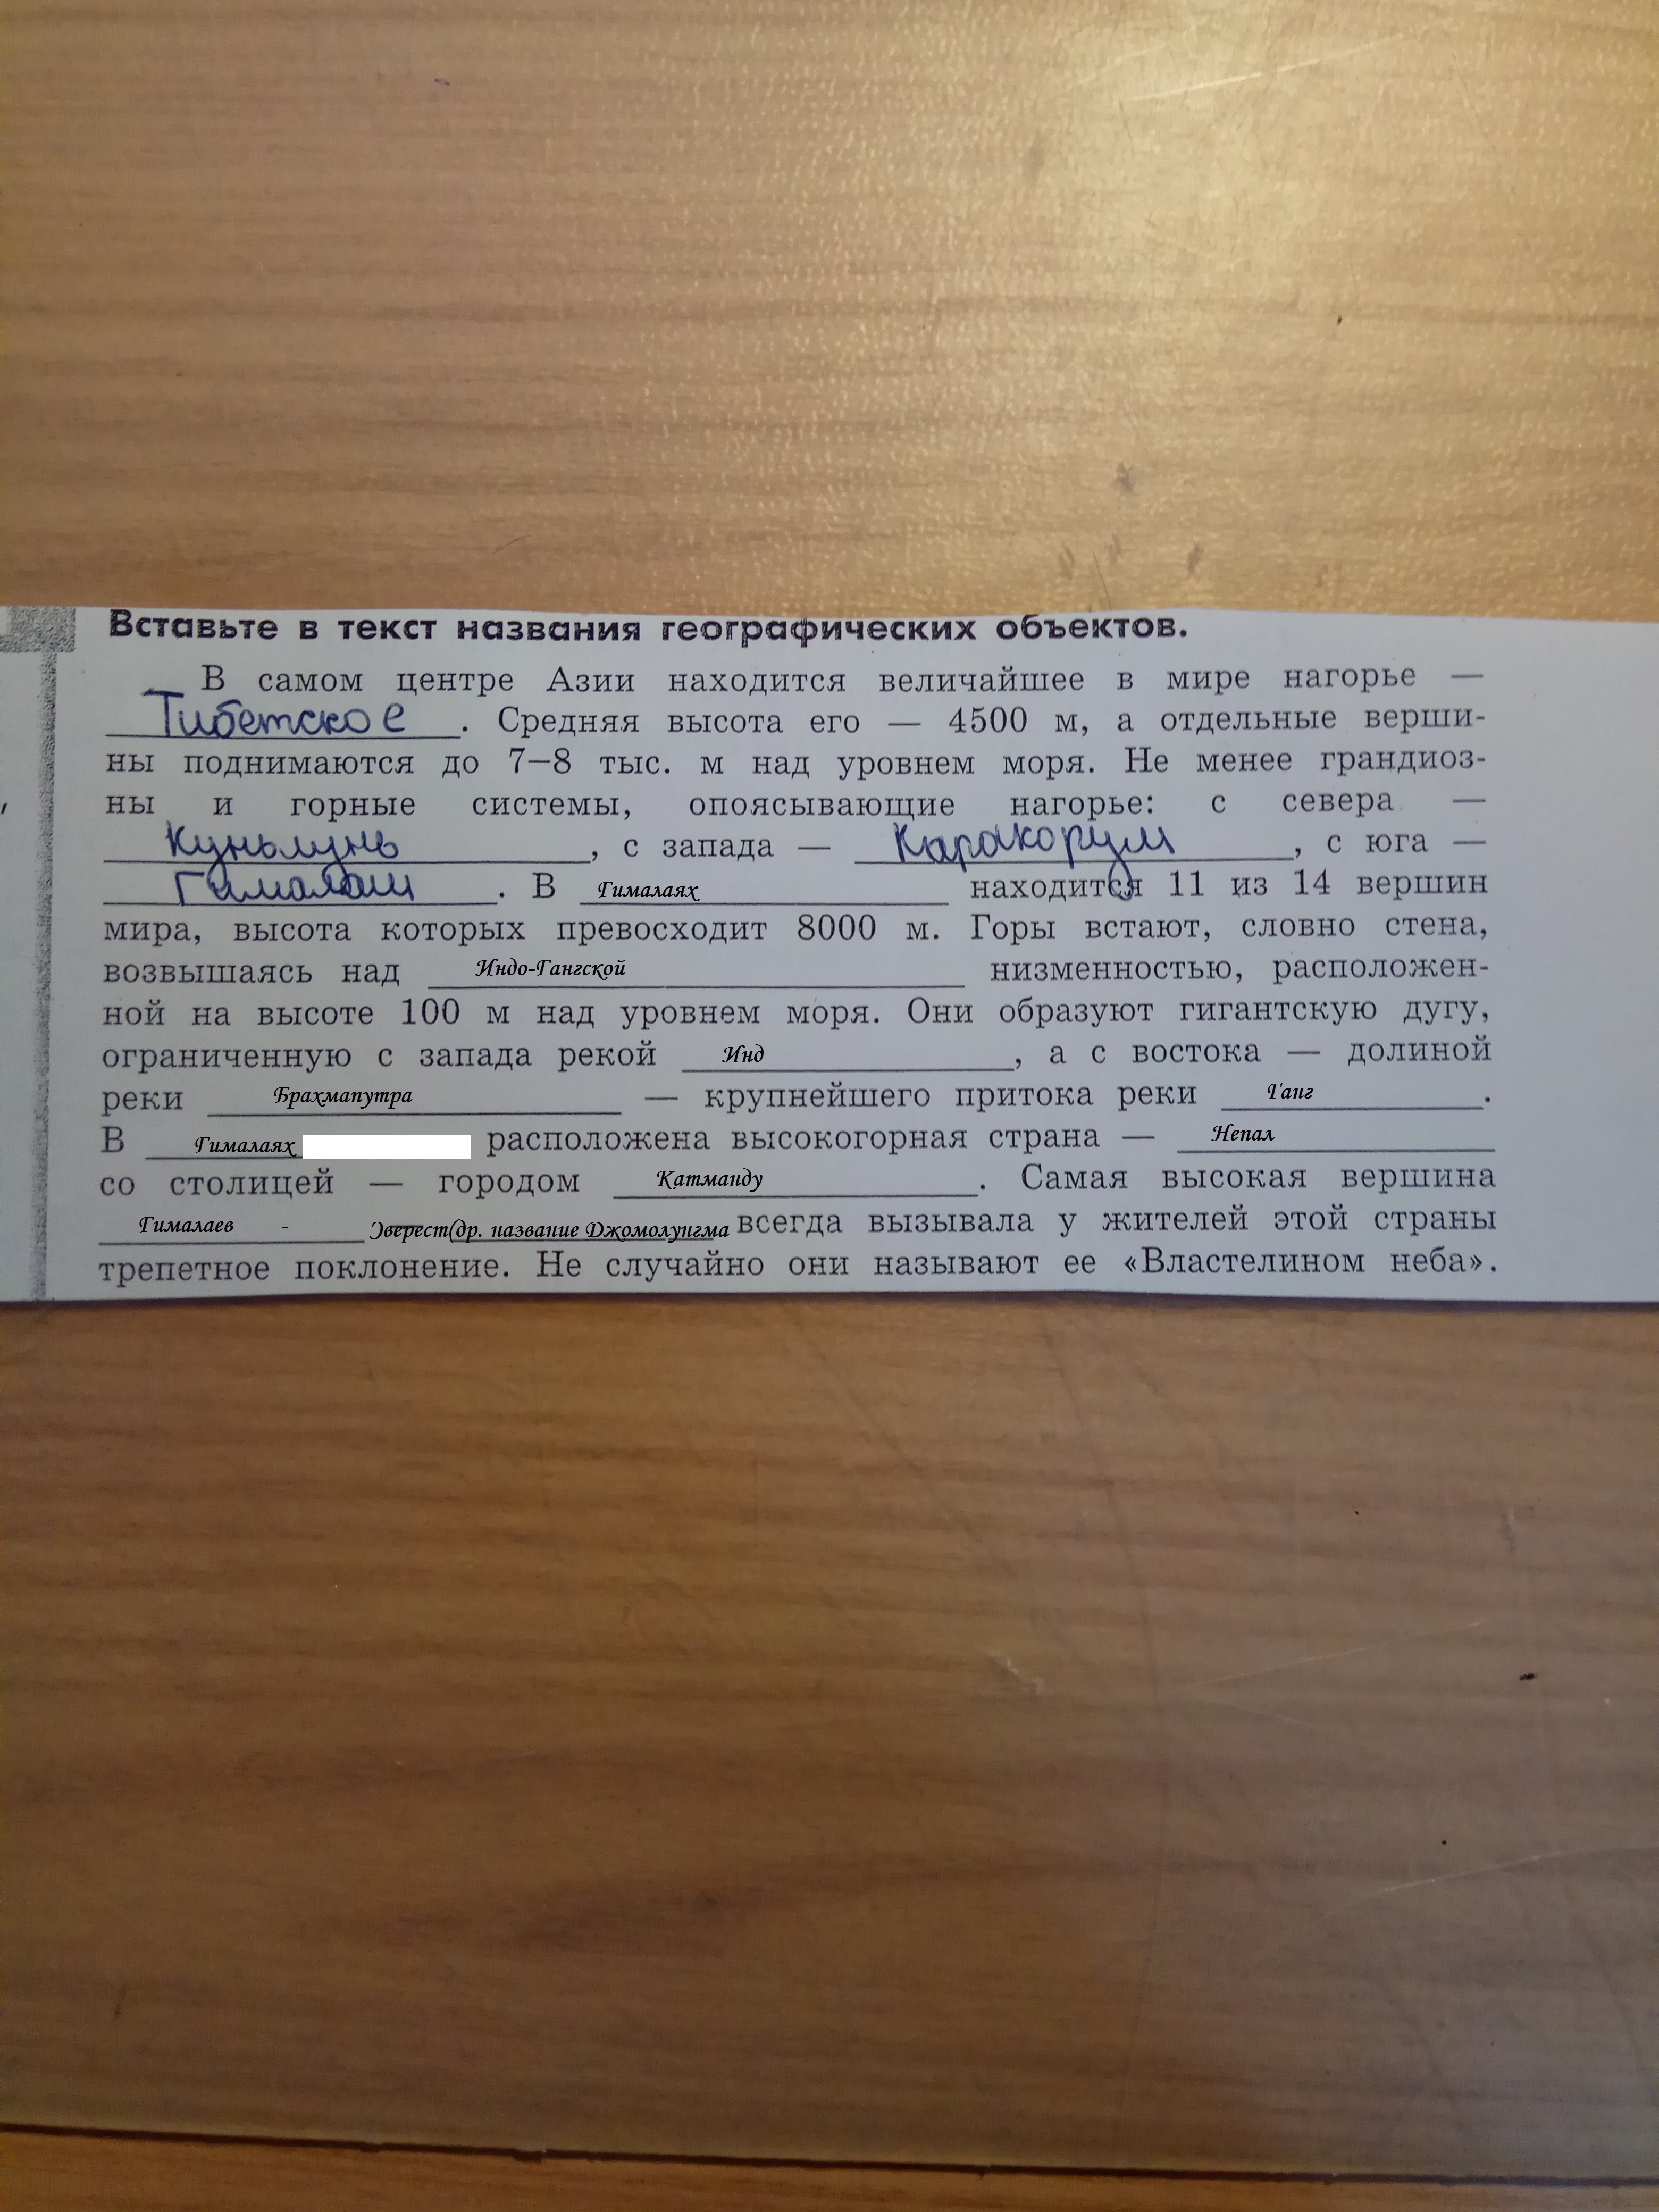 Вставьте в текст названия географических объектов.
В самом центре Азии находится величайшее в мире нагорье —
Тибетское. Средняя высота его — 4500 м, а отдельные верши-
ны поднимаются до 7—8 тыс. м над уровнем моря. Не менее грандиоз-
ны и горные системы, опоясывающие нагорье: с севера —
Куньлунь, с запада — Каракорум, с юга —
Гималаи. В Гималаях находится 11 из 14 вершин
мира, высота которых превосходит 8000 м. Горы встают, словно стена,
возвышаясь над Индо-Гангской низменностью, расположен-
ной на высоте 100 м над уровнем моря. Они образуют гигантскую дугу,
ограниченную с запада рекой Инд, а с востока — долиной
реки Брахмапутра — крупнейшего притока реки Ганг.
В Гималаях расположена высокогорная страна — Непал
со столицей — городом Катманду. Самая высокая вершина
Гималаев - Эверест(др. название Джомолунгма всегда вызывала у жителей этой страны
трепетное поклонение. Не случайно они называют ее «Властелином неба».